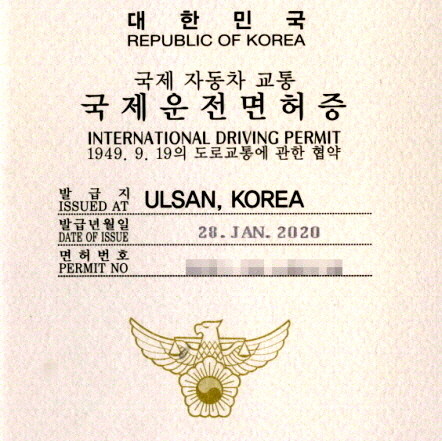 대한민국
REPUBLIC OF KOREA
국제 자동차 교통
국제운전면허증
INTERNATIONAL DRIVING PERMIT
1949. 9. 19의 도로교통에 관한 협약
발급지
ISSUED AT ULSAN, KOREA
발급년월일
DATE OF ISSUE 28. JAN. 2020
면허번호
PERMIT NO